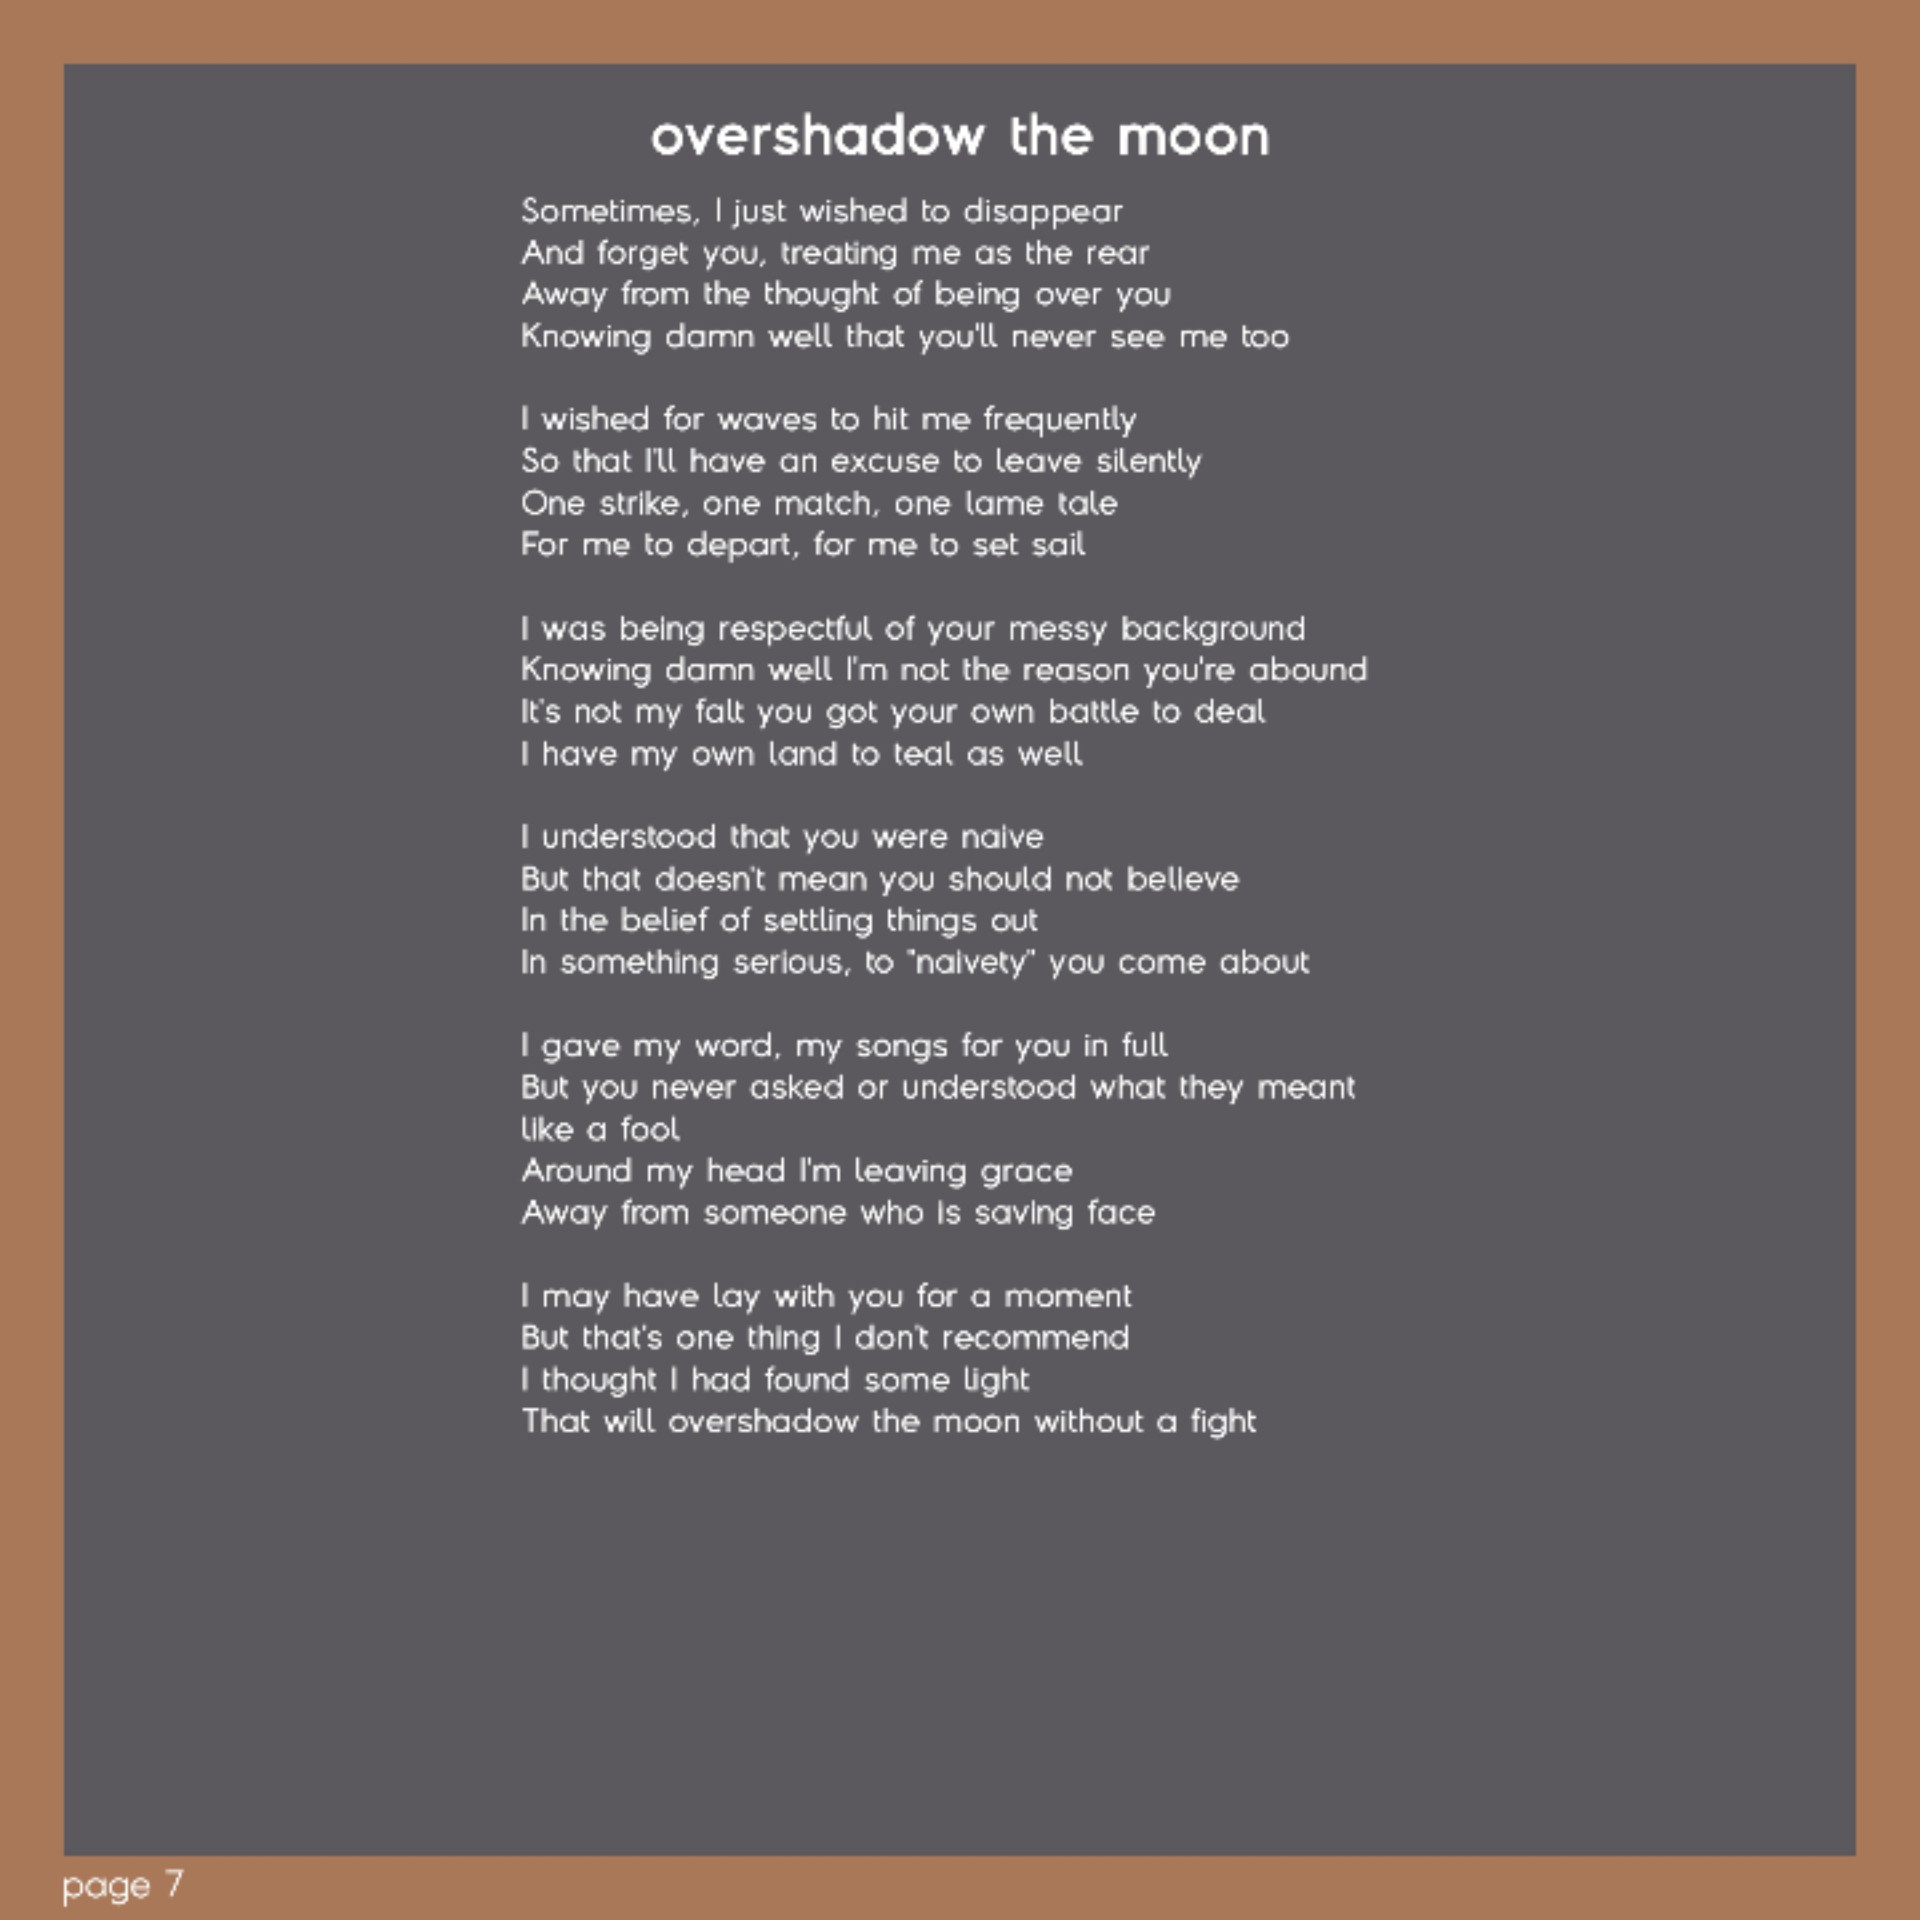 overshadow the moon
Sometimes, I just wished to disappear
And forget you, treating me as the rear
Away from the thought of being over you
Knowing damn well that you'll never see me too
I wished for waves to hit me frequently
So that I'll have an excuse to leave silently
One strike, one match, one lame tale
For me to depart, for me to set sail
I was being respectful of your messy background
Knowing damn well I'm not the reason you're abound
It's not my falt you got your own battle to deal
I have my own land to teal as well
I understood that you were naive
But that doesn't mean you should not believe
In the belief of settling things out
In something serious, to "naivety" you come about
I gave my word, my songs for you in full
But you never asked or understood what they meant
like a fool
Around my head I'm leaving grace
Away from someone who is saving face
I may have lay with you for a moment
But that's one thing I don't recommend
I thought I had found some light
That will overshadow the moon without a fight
page 7